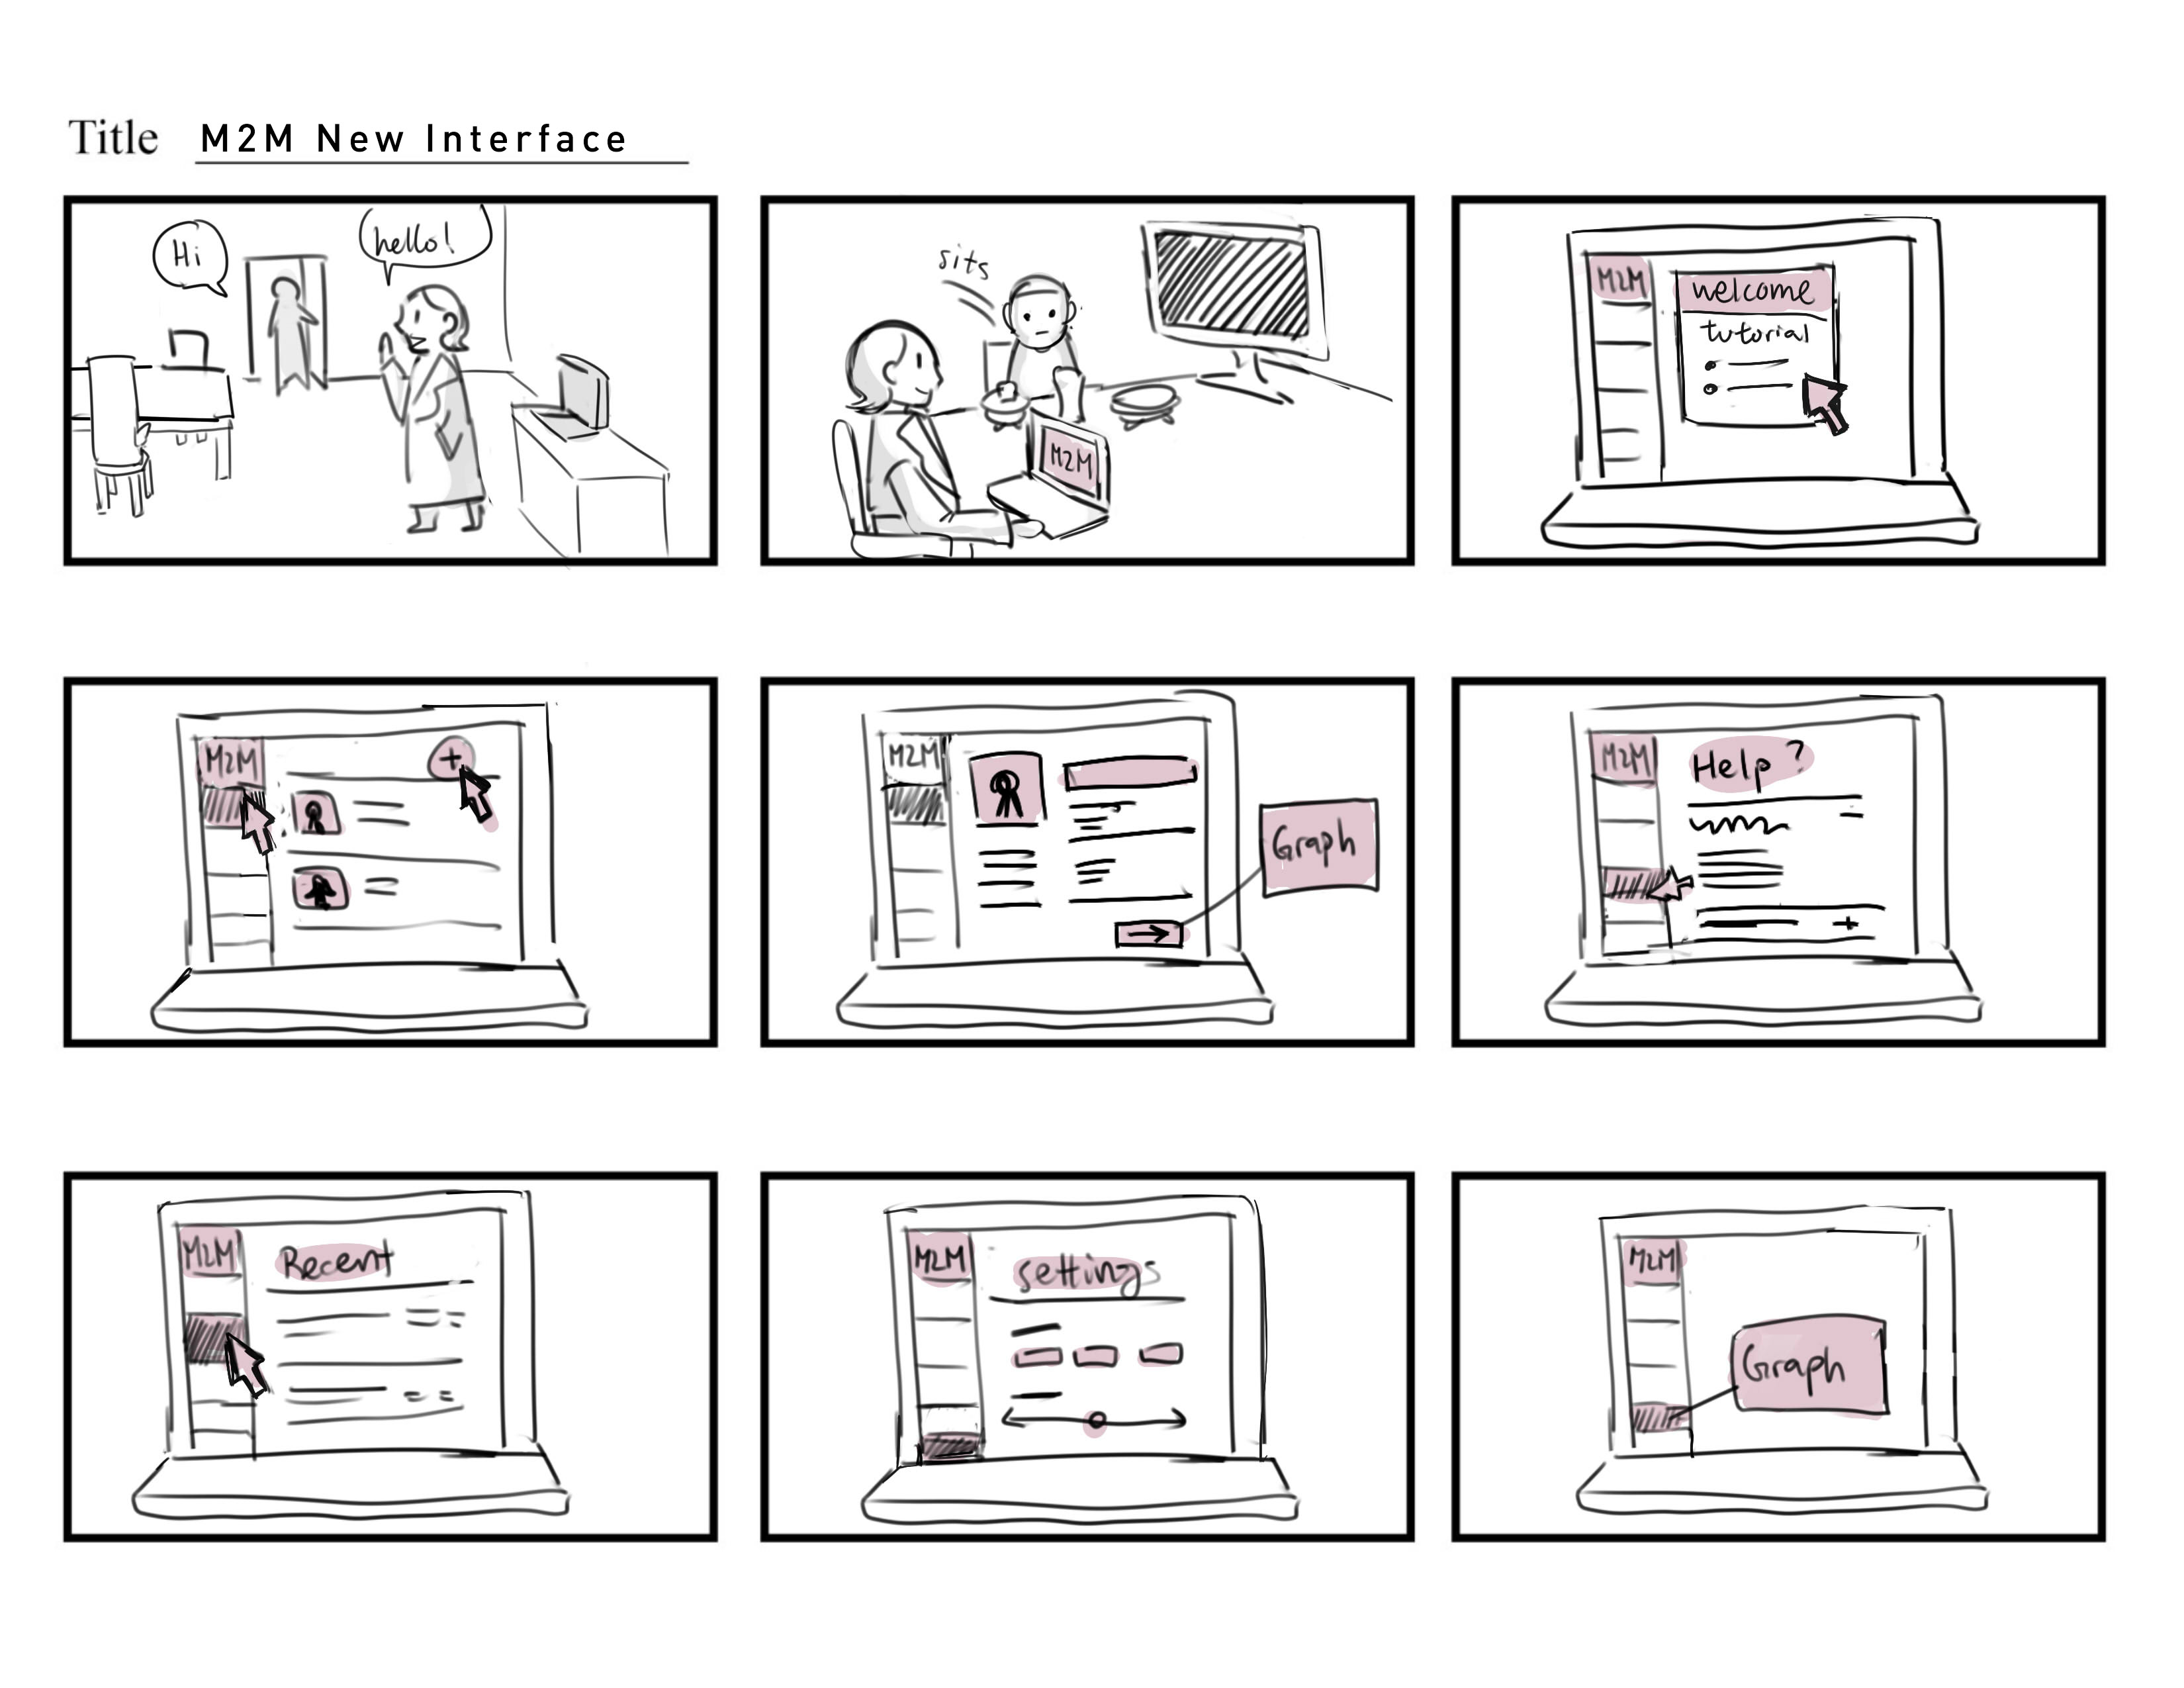 Title M2M New Interface
Hi
hello!
sits
M2M
M2M
welcome
tutorial
M2M
+
M2M
Graph
M2M
Help?
+
M2M
Recent
M2M
settings
M2M
Graph